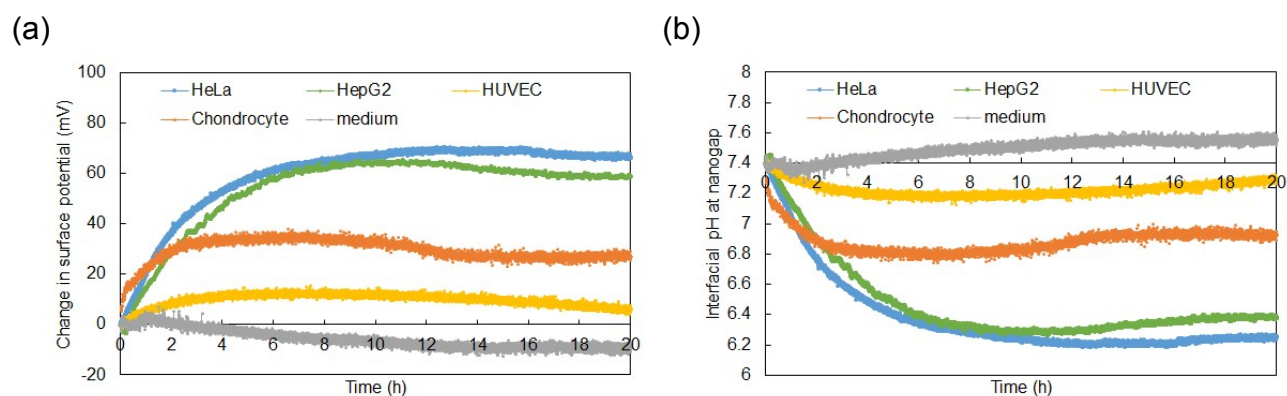 (a)
Change in surface potential (mV)
100
80
60
40
20
0
-20
HeLa HepG2 HUVEC
Chondrocyte medium
0 2 4 6 8 10 12 14 16 18 20
Time (h)
(b)
Interfacial pH at nanogap
8
7.8
7.6
7.4
7.2
7
6.8
6.6
6.4
6.2
6
HeLa HepG2 HUVEC
Chondrocyte medium
0 2 4 6 8 10 12 14 16 18 20
Time (h)